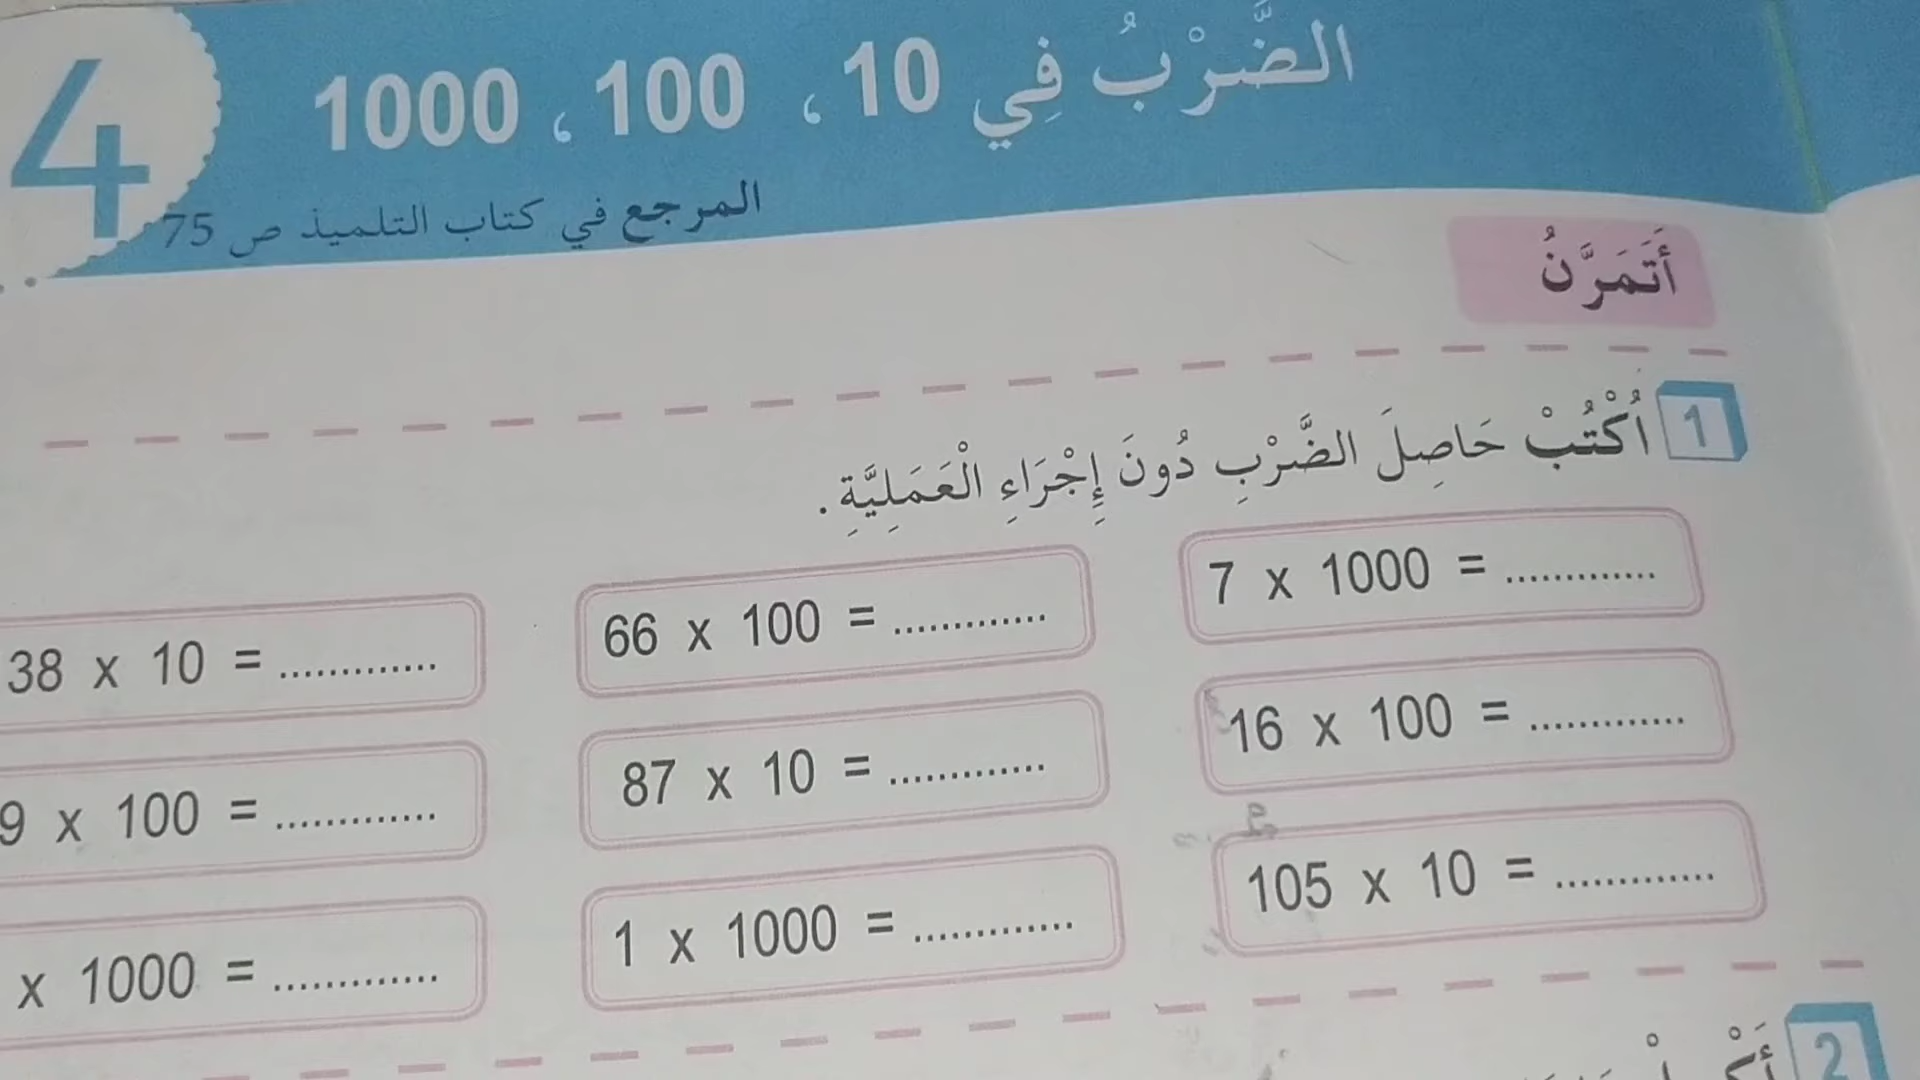 4
الضَّرْبُ فِي 10 ، 100 ، 1000
المرجع في كتاب التلميذ ص 75
أَتَمَرَّنُ
1 أُكْتُبْ حَاصِلَ الضَّرْبِ دُونَ إِجْرَاءِ الْعَمَلِيَّةِ .
7 x 1000 = .............
66 x 100 = .............
38 x 10 = .............
16 x 100 = .............
87 x 10 = .............
9 x 100 = .............
105 x 10 = .............
1 x 1000 = .............
x 1000 = .............
2